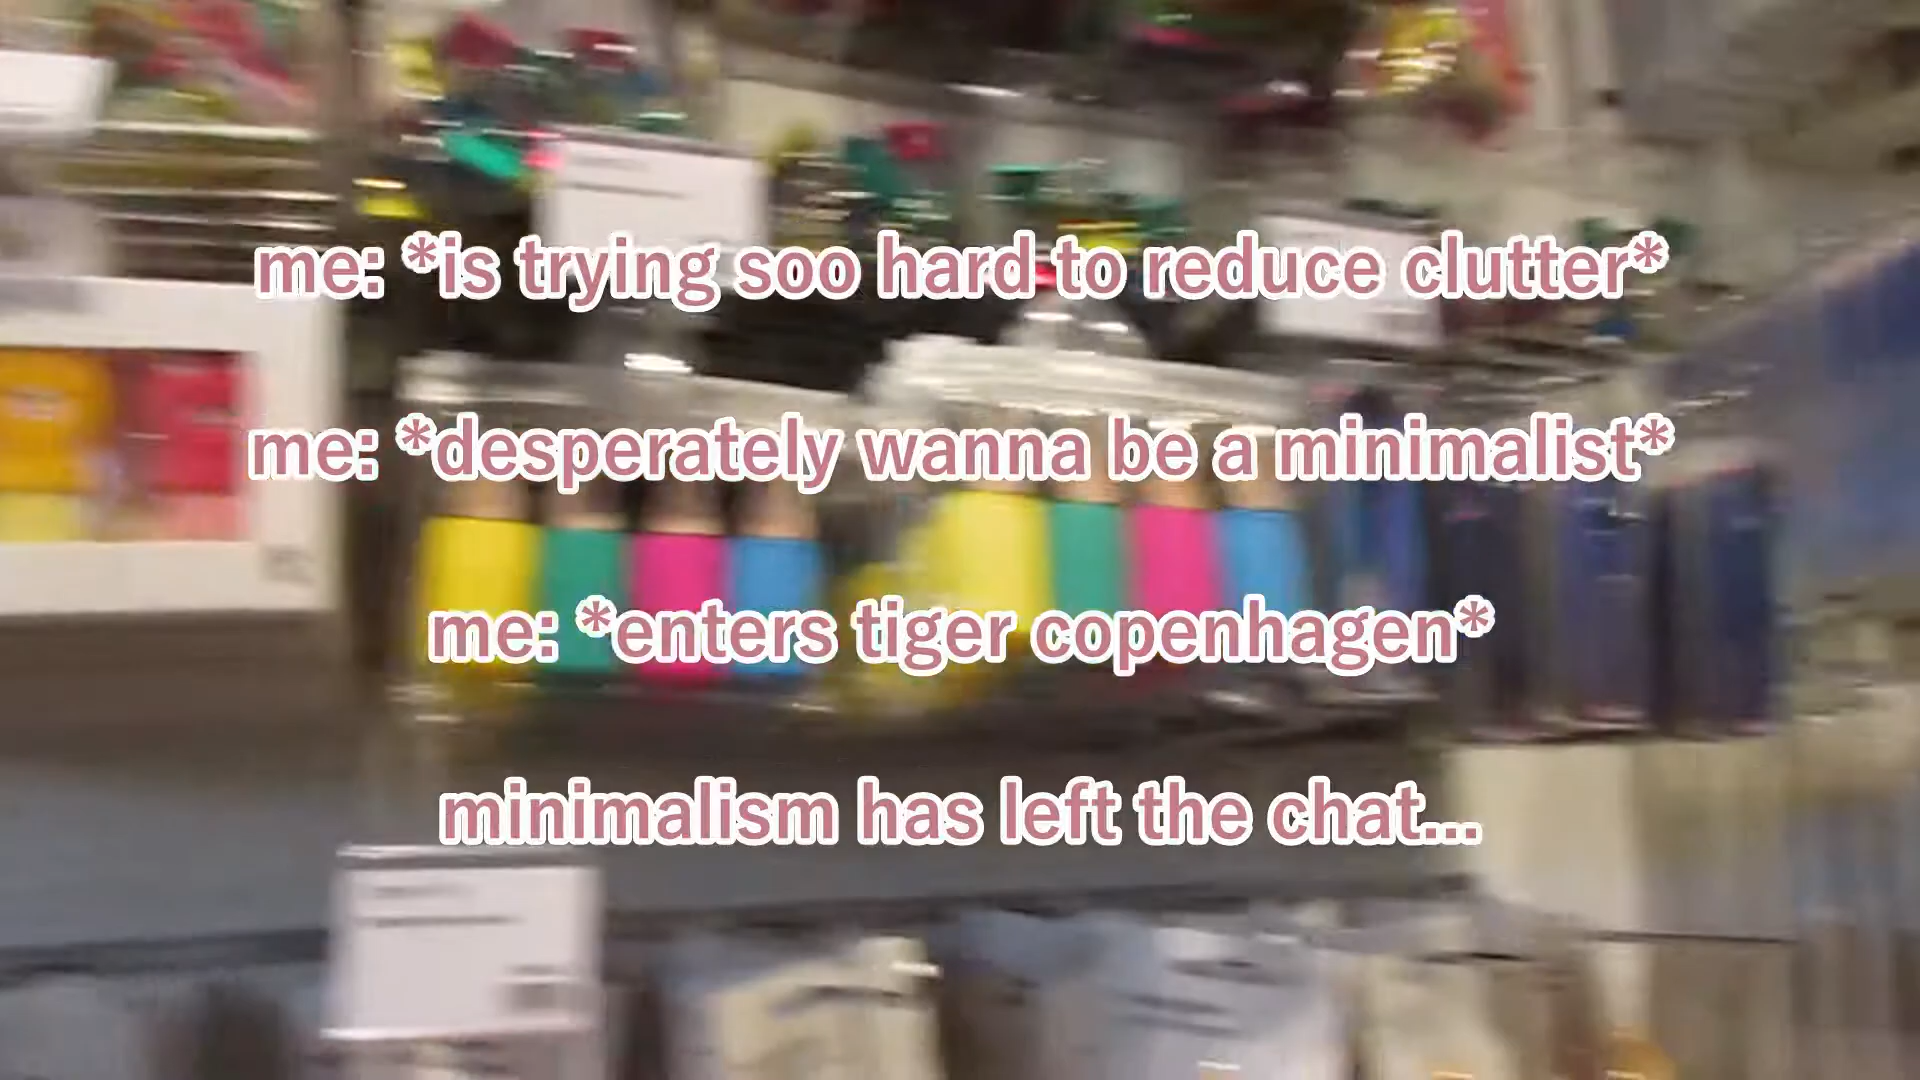 me: *is trying soo hard to reduce clutter*
me: *desperately wanna be a minimalist*
me: *enters tiger copenhagen*
minimalism has left the chat...